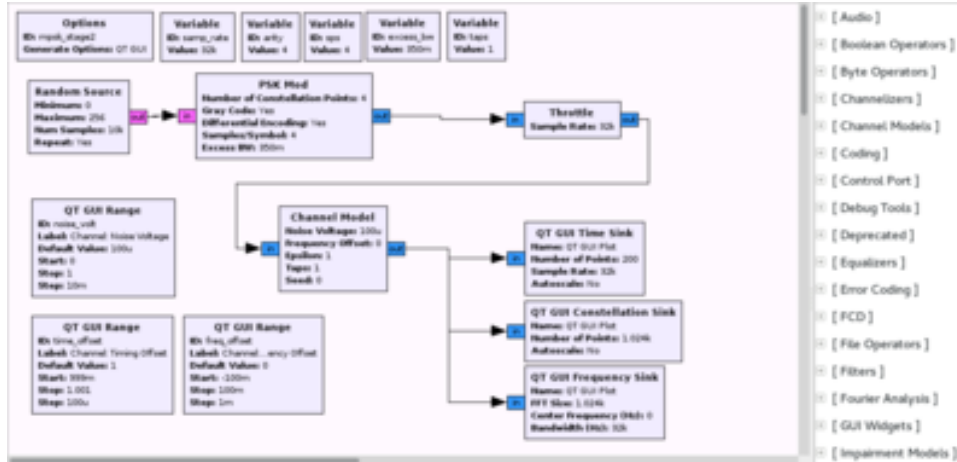 Options
ID: mpsk_stage2
Generate Options: QT GUI
Variable
ID: samp_rate
Value: 32k
Variable
ID: arity
Value: 4
Variable
ID: sps
Value: 4
Variable
ID: excess_bw
Value: 350m
Variable
ID: taps
Value: 1
Random Source
Minimum: 0
Maximum: 256
Num Samples: 10k
Repeat: Yes
out
in
PSK Mod
Number of Constellation Points: 4
Gray Code: Yes
Differential Encoding: Yes
Samples/Symbol: 4
Excess BW: 350m
out
in
Throttle
Sample Rate: 32k
out
QT GUI Range
ID: noise_volt
Label: Channel: Noise Voltage
Default Value: 100u
Start: 0
Stop: 1
Step: 10m
in
Channel Model
Noise Voltage: 100u
Frequency Offset: 0
Epsilon: 1
Taps: 1
Seed: 0
out
in
QT GUI Time Sink
Name: QT GUI Plot
Number of Points: 200
Sample Rate: 32k
Autoscale: No
in
QT GUI Constellation Sink
Name: QT GUI Plot
Number of Points: 1.024k
Autoscale: No
in
QT GUI Frequency Sink
Name: QT GUI Plot
FFT Size: 1.024k
Center Frequency (Hz): 0
Bandwidth (Hz): 32k
QT GUI Range
ID: time_offset
Label: Channel: Timing Offset
Default Value: 1
Start: 999m
Stop: 1.001
Step: 100u
QT GUI Range
ID: freq_offset
Label: Channel...ency Offset
Default Value: 0
Start: -100m
Stop: 100m
Step: 1m
[ Audio ]
[ Boolean Operators ]
[ Byte Operators ]
[ Channelizers ]
[ Channel Models ]
[ Coding ]
[ Control Port ]
[ Debug Tools ]
[ Deprecated ]
[ Equalizers ]
[ Error Coding ]
[ FCD ]
[ File Operators ]
[ Filters ]
[ Fourier Analysis ]
[ GUI Widgets ]
[ Impairment Models ]